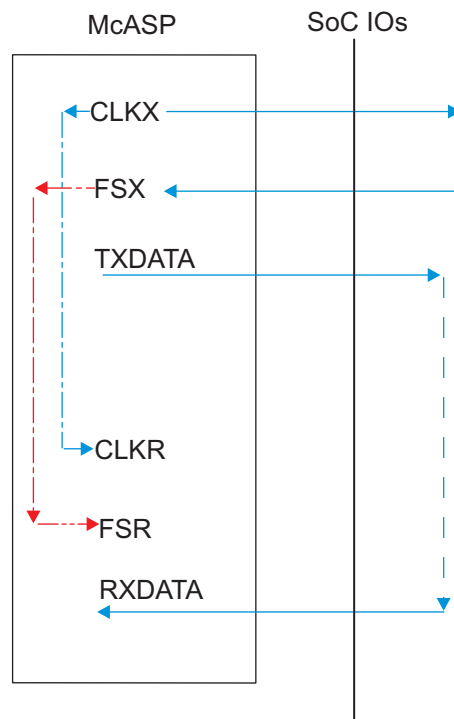 McASP
SoC IOs
CLKX
FSX
TXDATA
CLKR
FSR
RXDATA